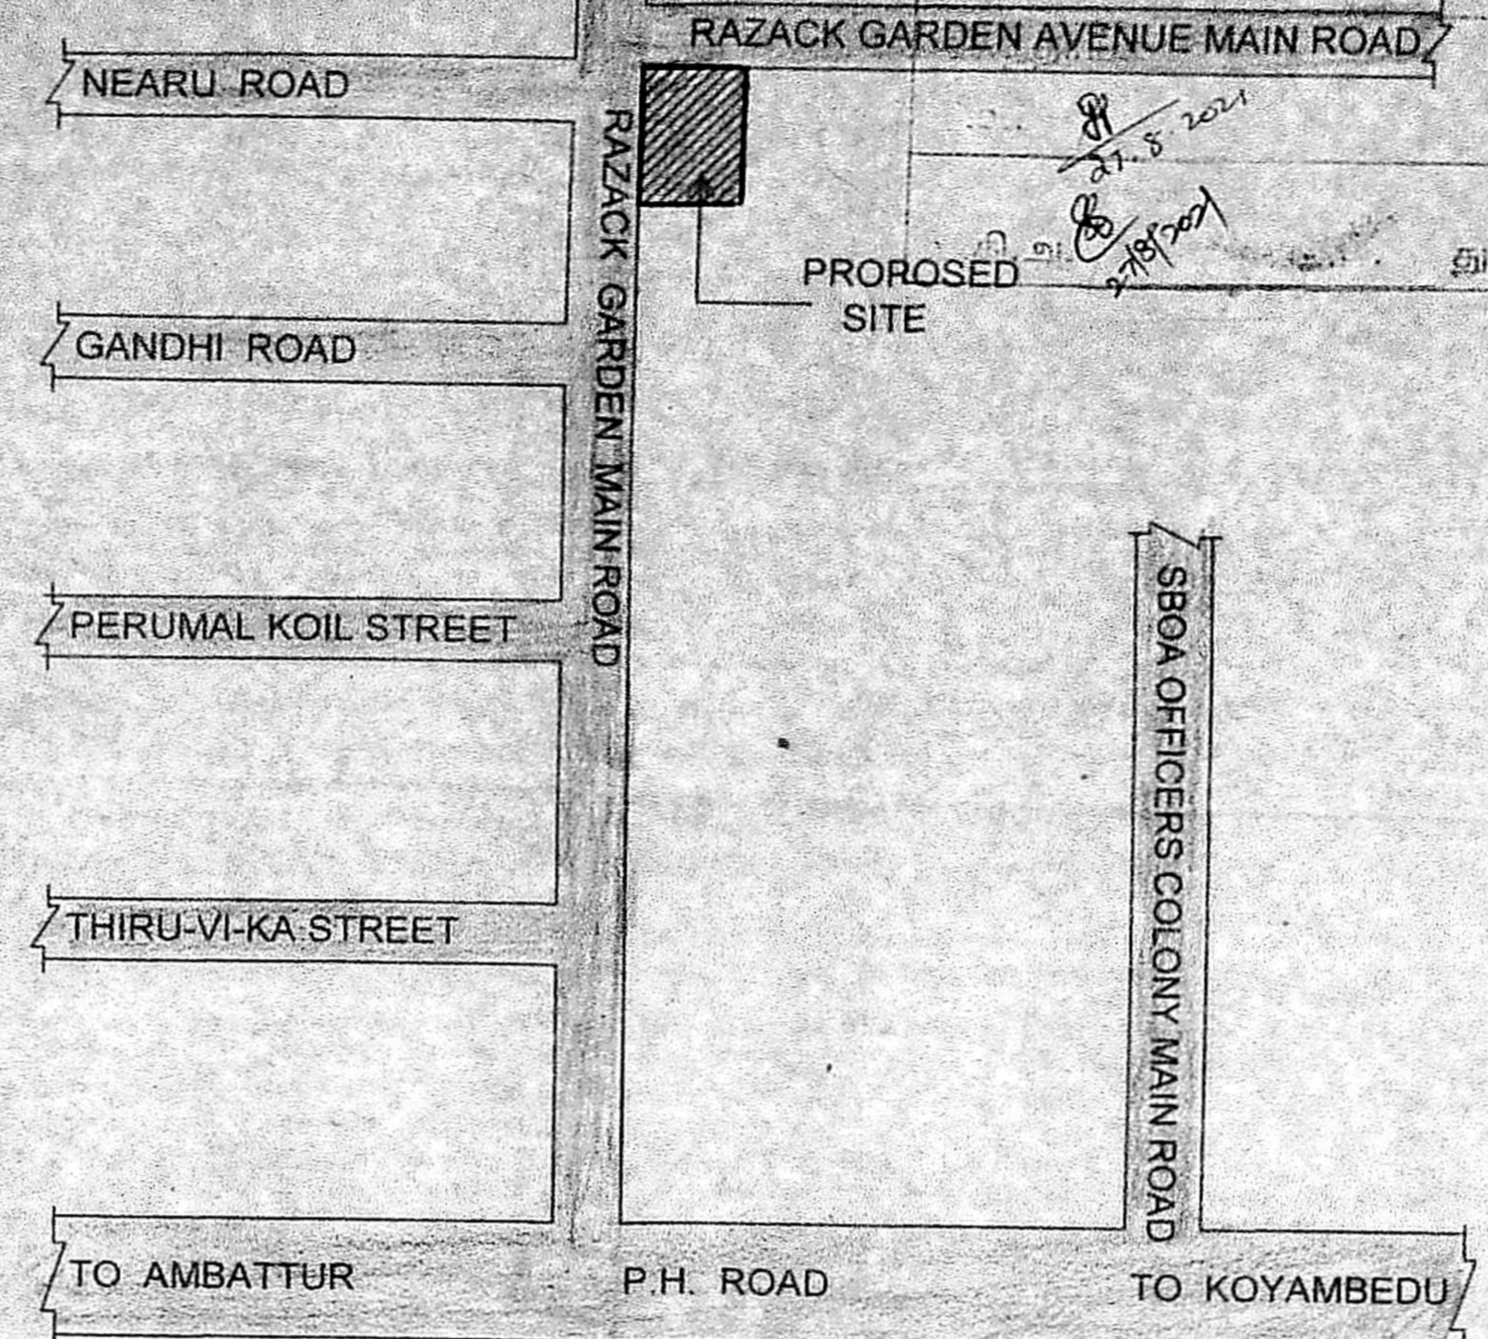 RAZACK GARDEN AVENUE MAIN ROAD
NEARU ROAD
27.8.2021
27/8/2021
RAZACK GARDEN MAIN ROAD
PROPOSED
SITE
GANDHI ROAD
PERUMAL KOIL STREET
SBOA OFFICERS COLONY MAIN ROAD
THIRU-VI-KA STREET
TO AMBATTUR
P.H. ROAD
TO KOYAMBEDU